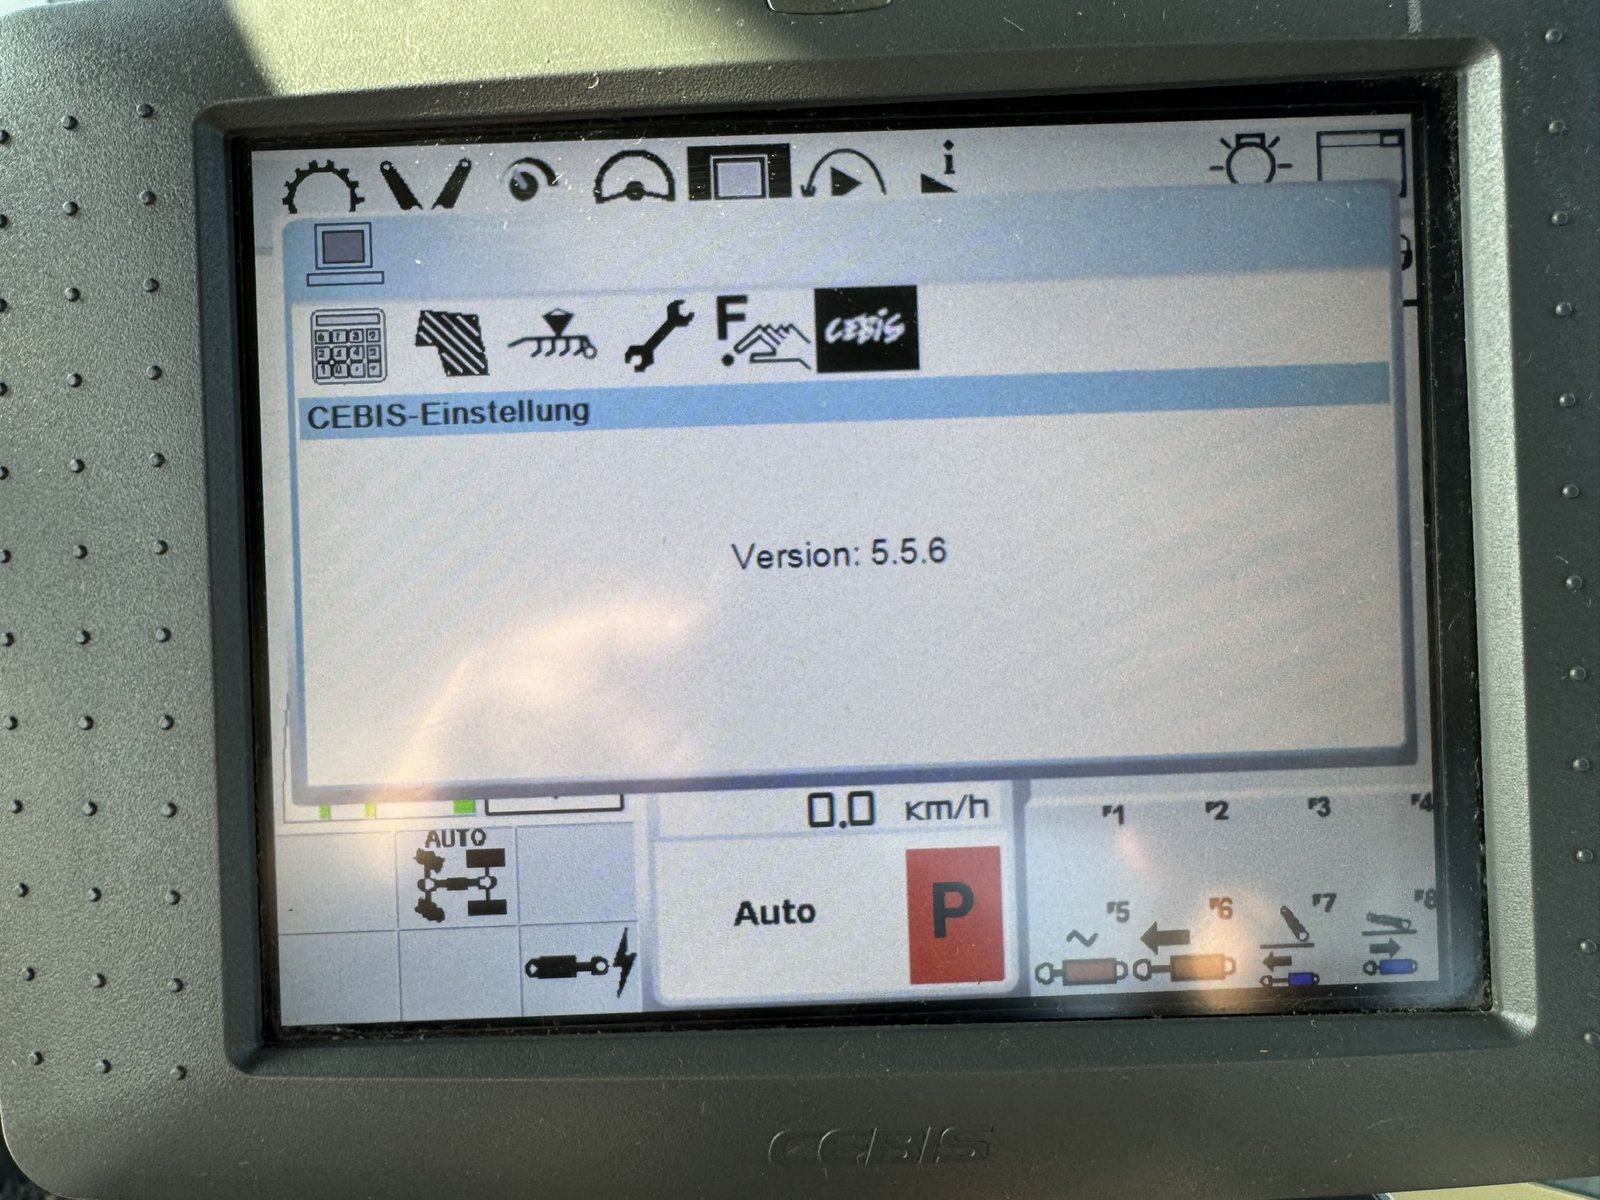 i
F
CEBIS
CEBIS-Einstellung
Version: 5.5.6
0.0 km/h
F1 F2 F3 F4
AUTO
Auto
P
F5 F6 F7 F8
CEBIS